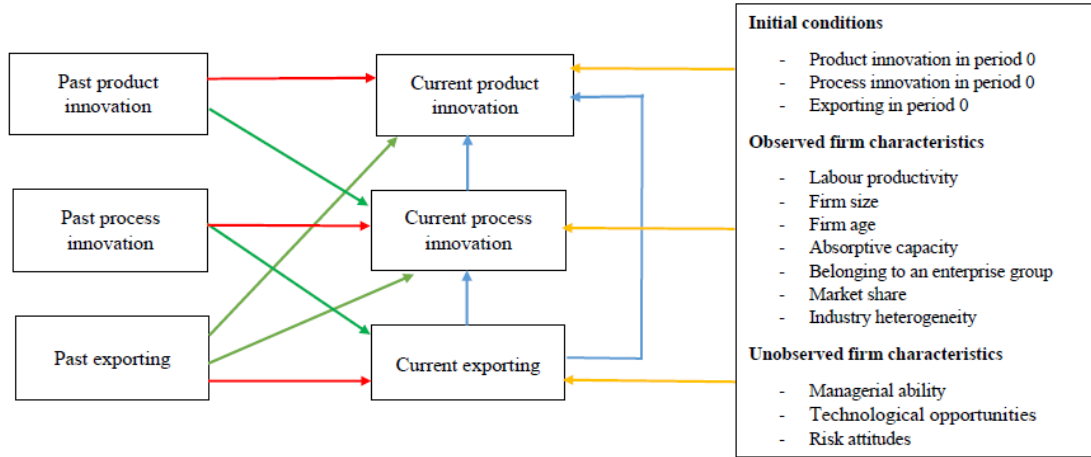 Past product
innovation
Current product
innovation
Past process
innovation
Current process
innovation
Past exporting
Current exporting
Initial conditions
- Product innovation in period 0
- Process innovation in period 0
- Exporting in period 0
Observed firm characteristics
- Labour productivity
- Firm size
- Firm age
- Absorptive capacity
- Belonging to an enterprise group
- Market share
- Industry heterogeneity
Unobserved firm characteristics
- Managerial ability
- Technological opportunities
- Risk attitudes